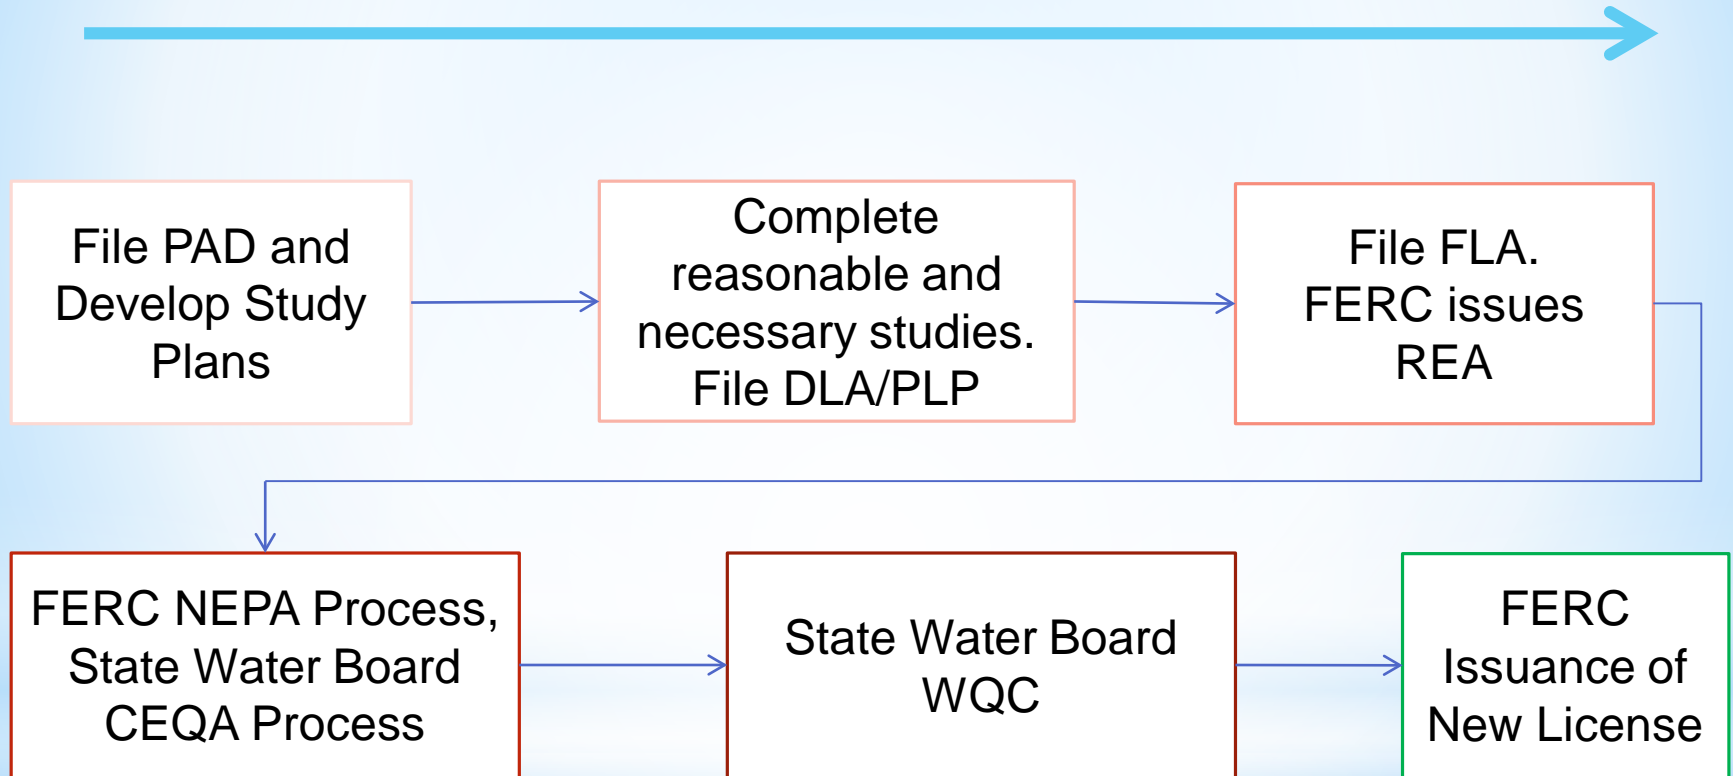 File PAD and
Develop Study
Plans
Complete
reasonable and
necessary studies.
File DLA/PLP
File FLA.
FERC issues
REA
FERC NEPA Process,
State Water Board
CEQA Process
State Water Board
WQC
FERC
Issuance of
New License